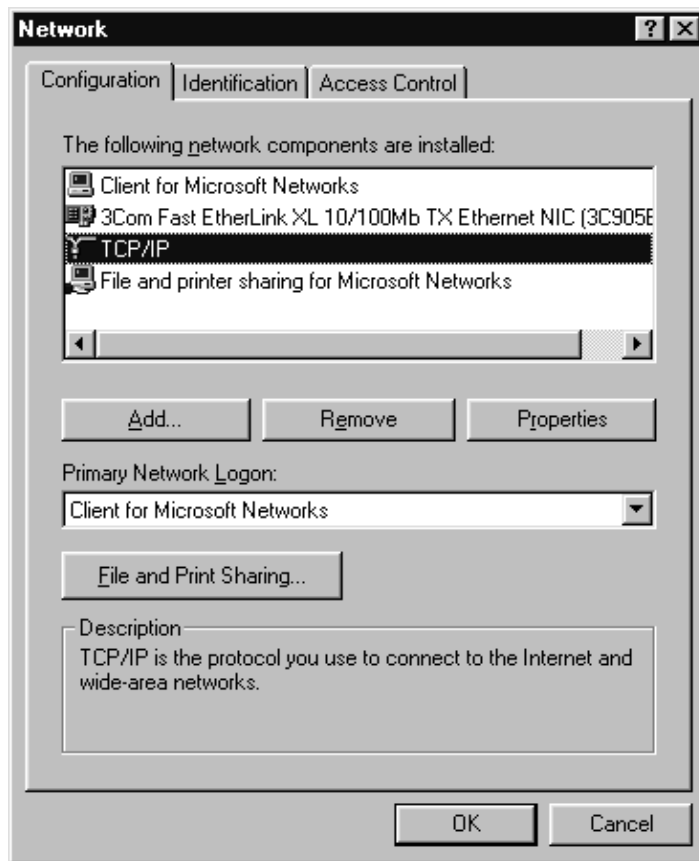 Network
Configuration
Identification
Access Control
The following network components are installed:
Client for Microsoft Networks
3Com Fast EtherLink XL 10/100Mb TX Ethernet NIC (3C905B
TCP/IP
File and printer sharing for Microsoft Networks
Add...
Remove
Properties
Primary Network Logon:
Client for Microsoft Networks
File and Print Sharing...
Description
TCP/IP is the protocol you use to connect to the Internet and
wide-area networks.
OK
Cancel